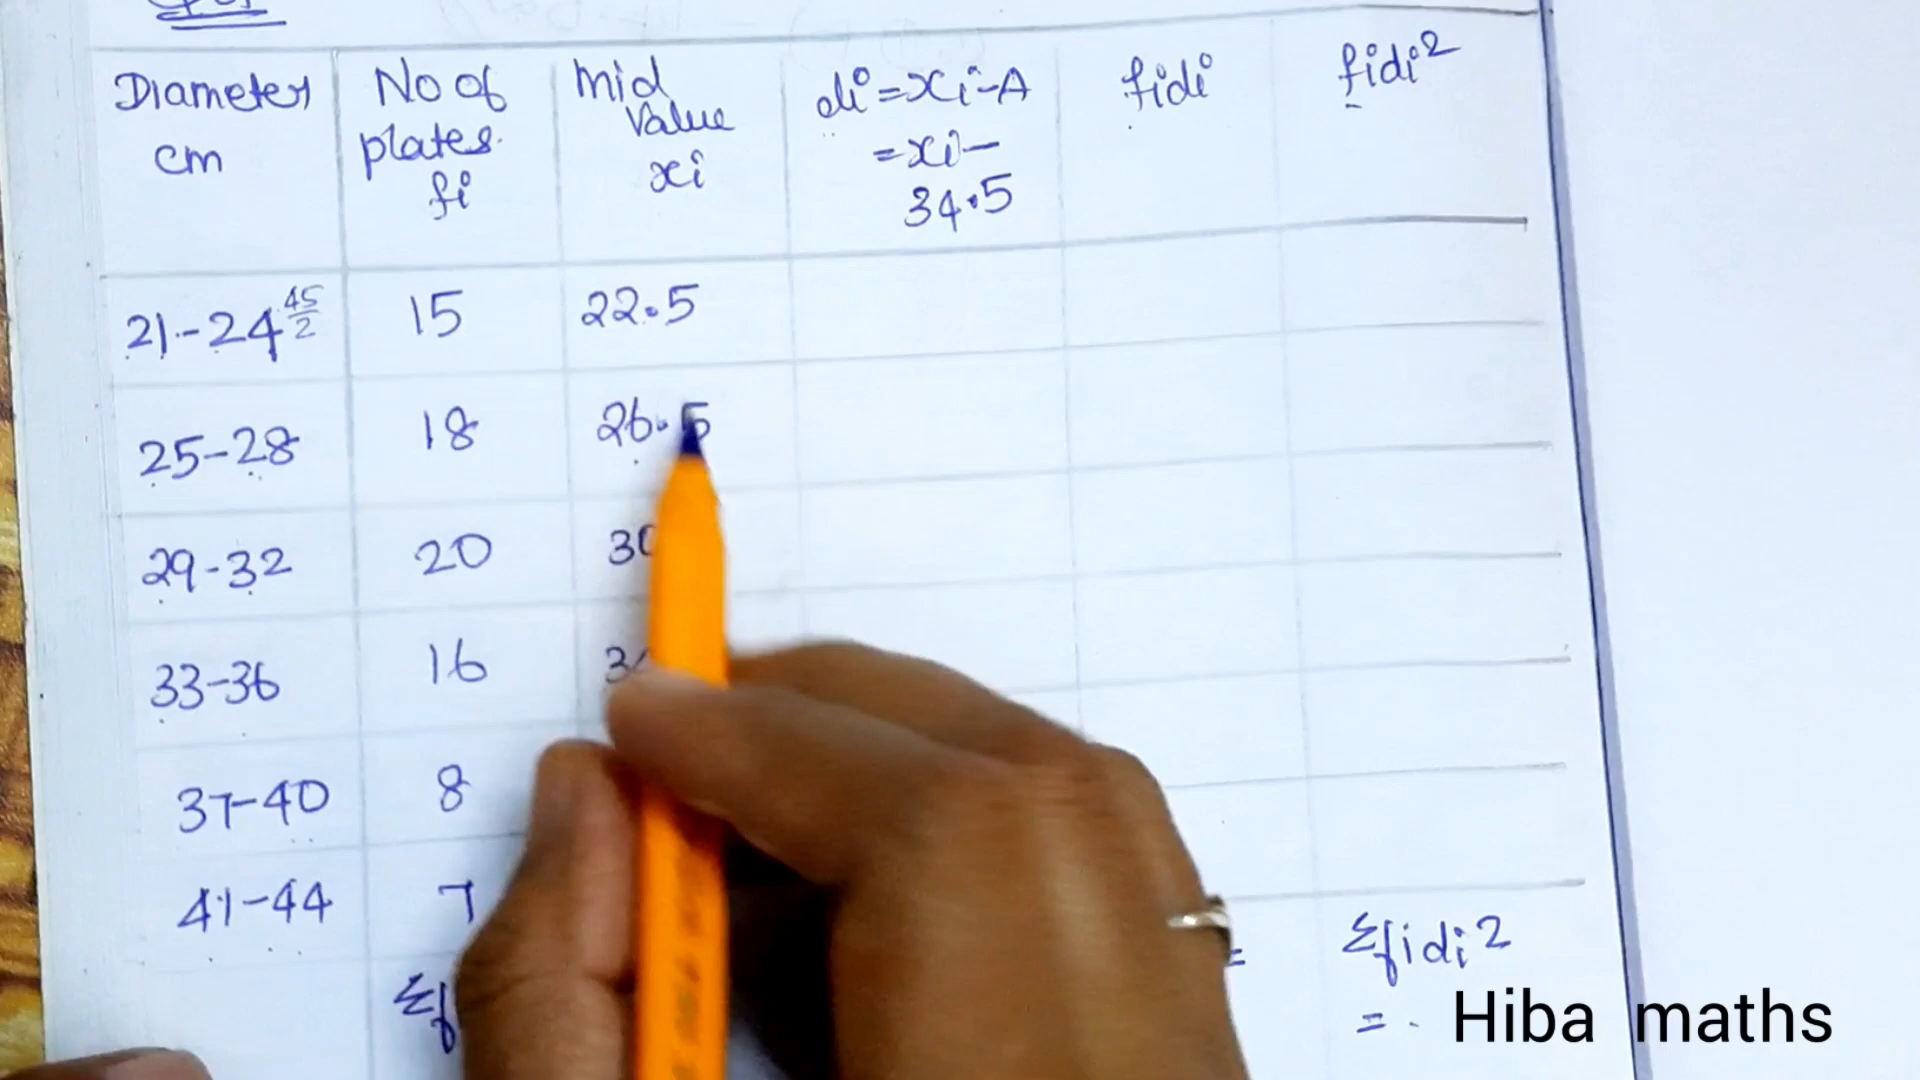 Diameter cm | No of plates. fi | Mid Value xi | di = xi - A = xi - 34.5 | fidi | fidi²
21-24 45/2 | 15 | 22.5
25-28 | 18 | 26.5
29-32 | 20
33-36 | 16
37-40 | 8
41-44 | 7
= | Σfidi²
= .
Hiba maths